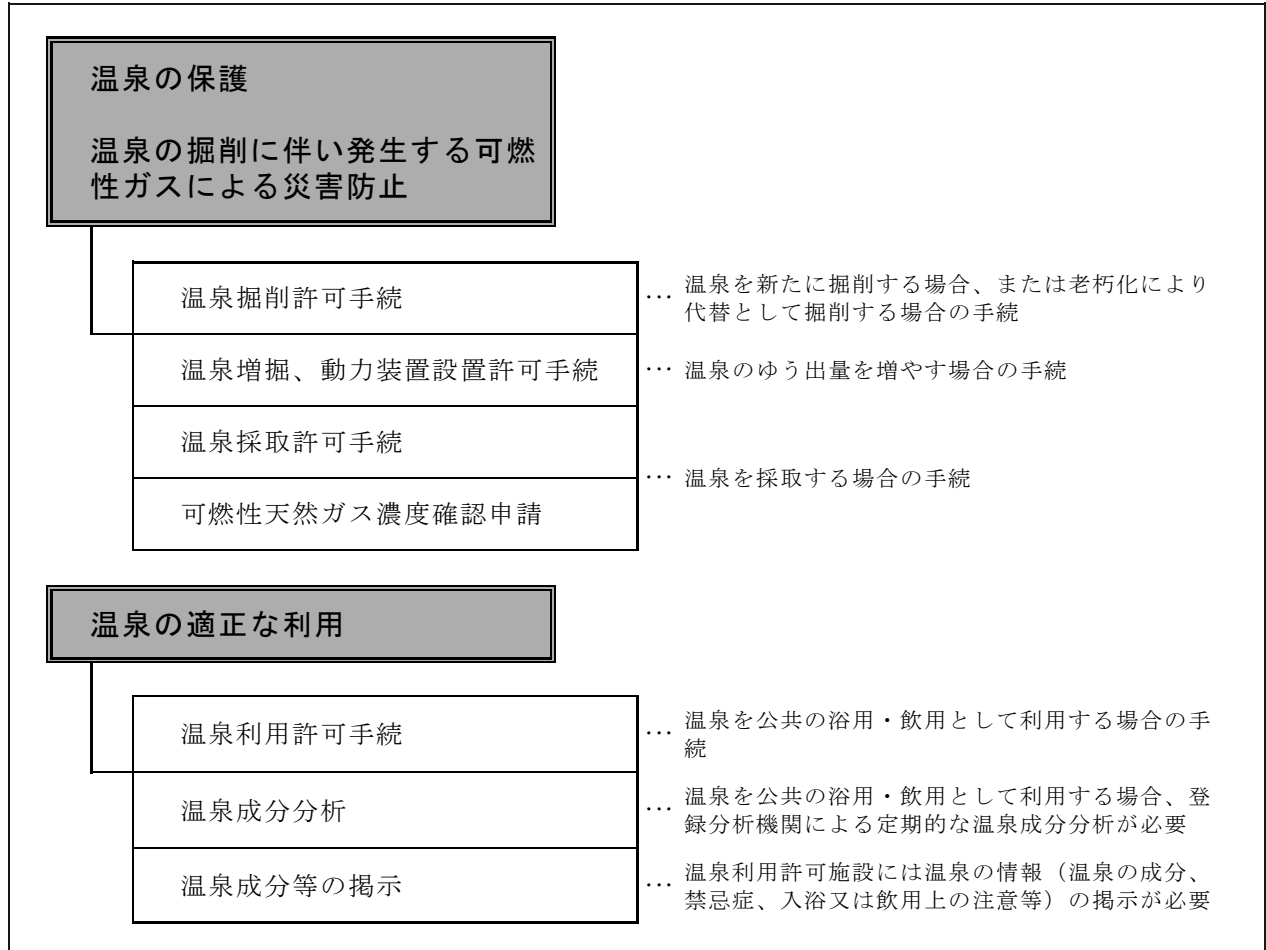 温泉の保護
温泉の掘削に伴い発生する可燃
性ガスによる災害防止
温泉掘削許可手続
… 温泉を新たに掘削する場合、または老朽化により
代替として掘削する場合の手続
温泉増掘、動力装置設置許可手続
… 温泉のゆう出量を増やす場合の手続
温泉採取許可手続
… 温泉を採取する場合の手続
可燃性天然ガス濃度確認申請
温泉の適正な利用
温泉利用許可手続
… 温泉を公共の浴用・飲用として利用する場合の手
続
温泉成分分析
… 温泉を公共の浴用・飲用として利用する場合、登
録分析機関による定期的な温泉成分分析が必要
温泉成分等の掲示
… 温泉利用許可施設には温泉の情報（温泉の成分、
禁忌症、入浴又は飲用上の注意等）の掲示が必要